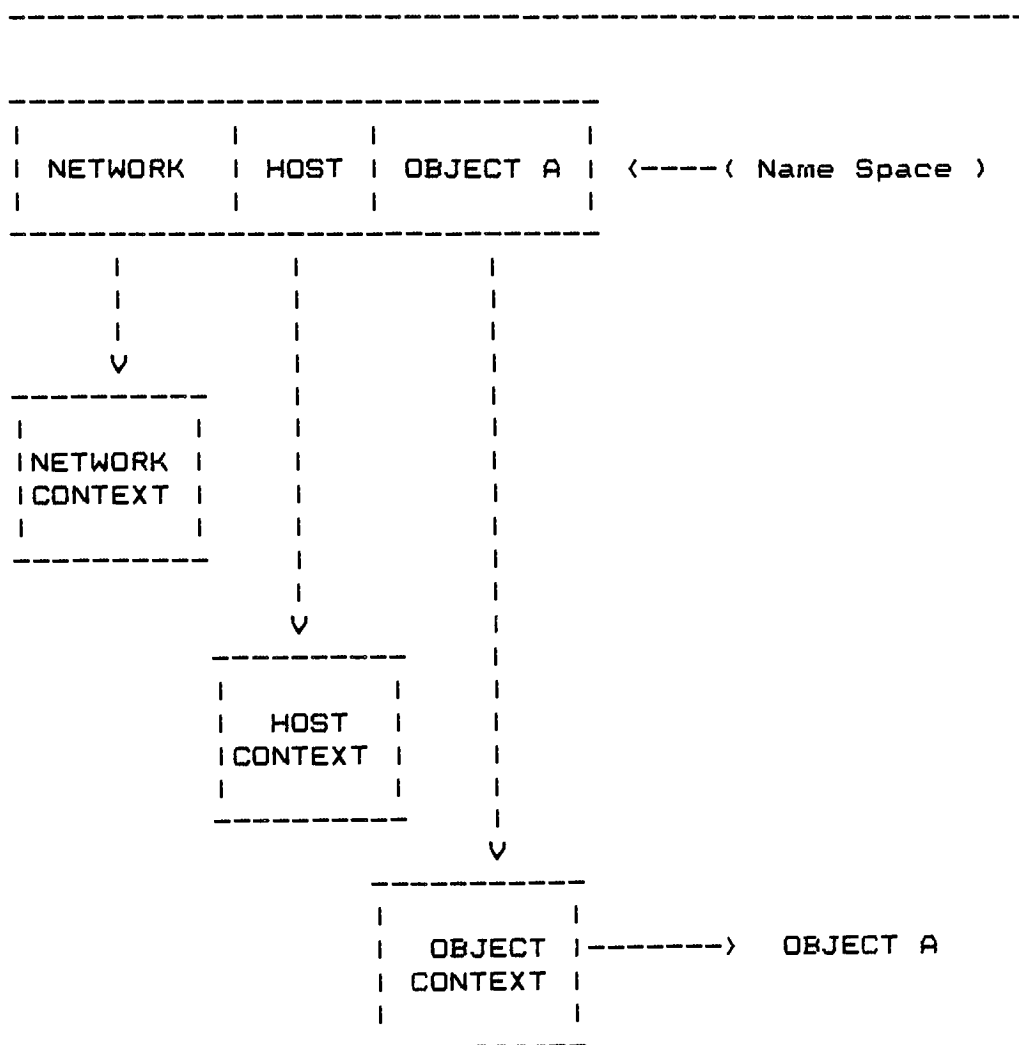 NETWORK HOST OBJECT A <----( Name Space )
NETWORK
CONTEXT
HOST
CONTEXT
OBJECT -------> OBJECT A
CONTEXT